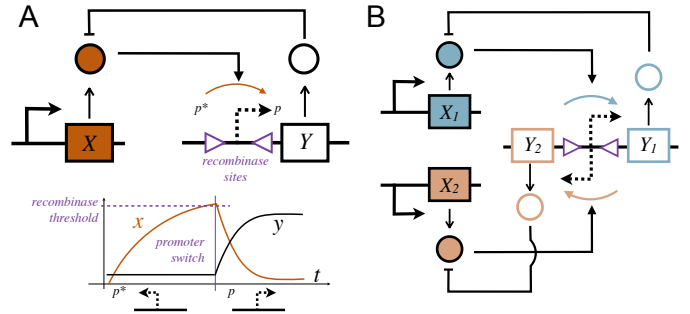 A
p*
p
X
Y
recombinase
sites
recombinase
threshold
x
promoter
switch
y
t
p*
p
B
X1
Y2
Y1
X2